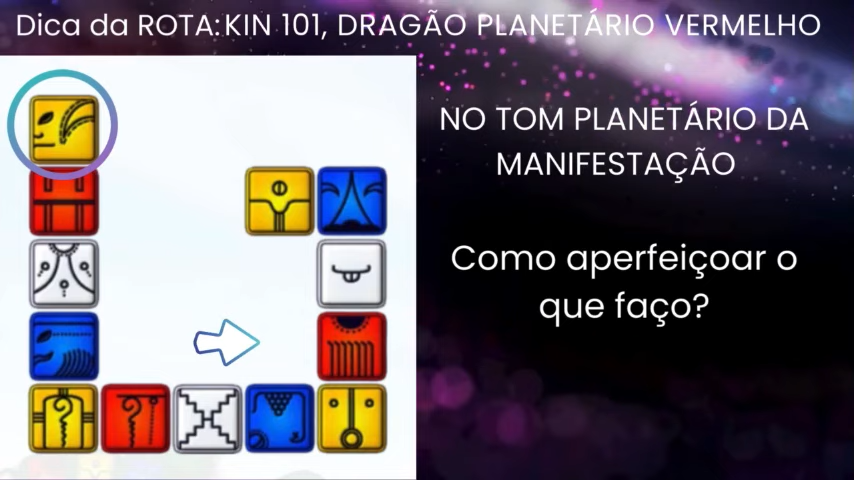 Dica da ROTA:KIN 101, DRAGÃO PLANETÁRIO VERMELHO
NO TOM PLANETÁRIO DA
MANIFESTAÇÃO
Como aperfeiçoar o
que faço?